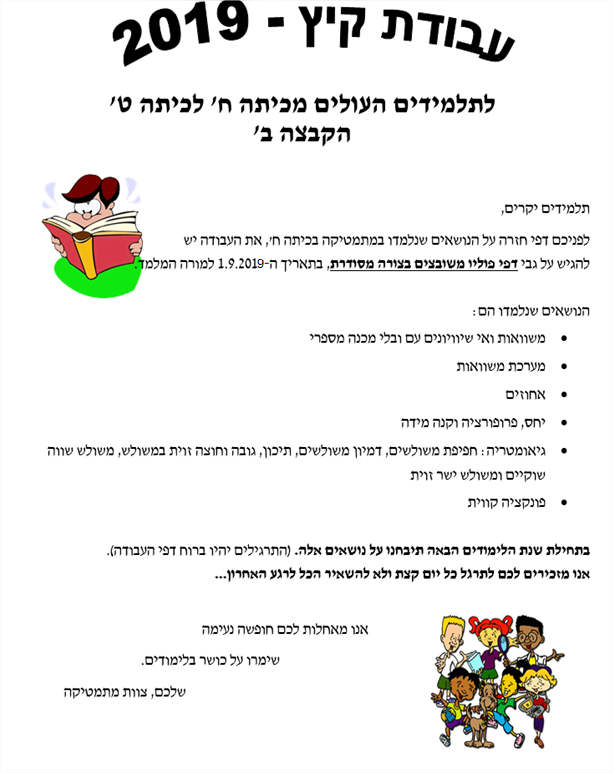 עבודת קיץ - 2019
לתלמידים העולים מכיתה ח' לכיתה ט'
הקבצה ב'
תלמידים יקרים,
לפניכם דפי חזרה על הנושאים שנלמדו במתמטיקה בכיתה ח', את העבודה יש
להגיש על גבי דפי פוליו משובצים בצורה מסודרת, בתאריך ה-1.9.2019 למורה המלמד.
הנושאים שנלמדו הם:
• משוואות ואי שיוויונים עם ובלי מכנה מספרי
• מערכת משוואות
• אחוזים
• יחס, פרופורציה וקנה מידה
• גיאומטריה: חפיפת משולשים, דמיון משולשים, תיכון, גובה וחוצה זוית במשולש, משולש שווה
שוקיים ומשולש ישר זוית
• פונקציה קווית
בתחילת שנת הלימודים הבאה תיבחנו על נושאים אלה. (התרגילים יהיו ברוח דפי העבודה).
אנו מזכירים לכם לתרגל כל יום קצת ולא להשאיר הכל לרגע האחרון...
אנו מאחלות לכם חופשה נעימה
שימרו על כושר בלימודים.
שלכם, צוות מתמטיקה